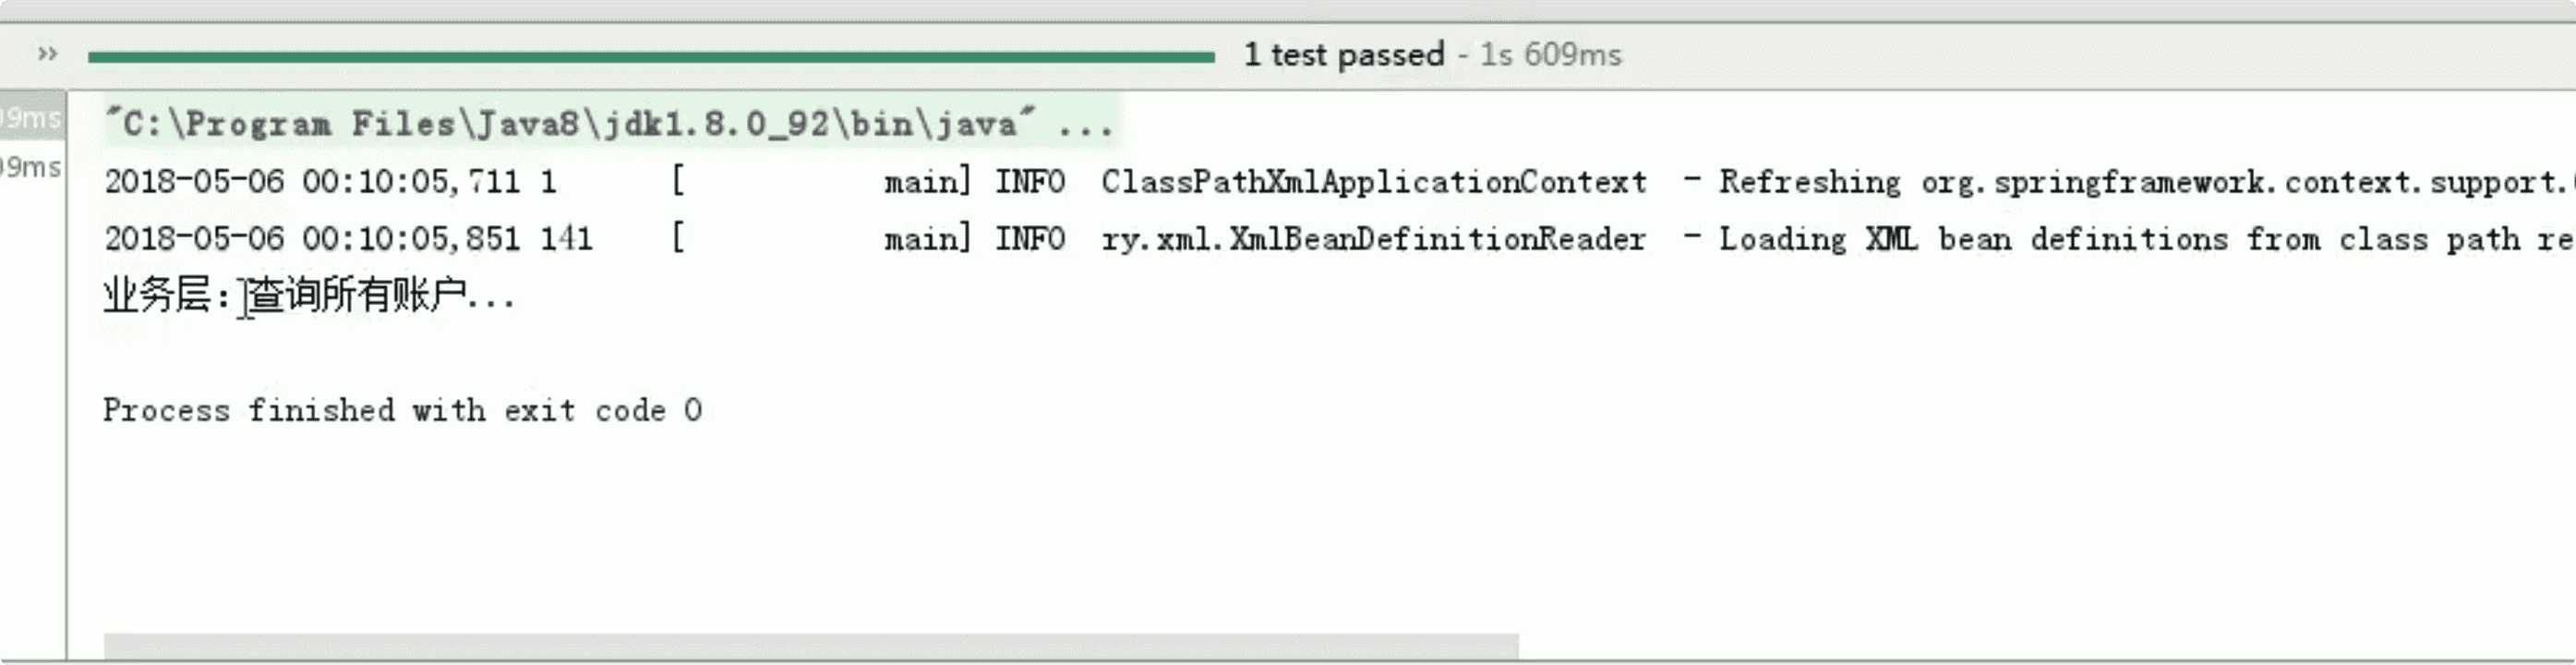 »
1 test passed - 1s 609ms
09ms
"C:\Program Files\Java8\jdk1.8.0_92\bin\java" ...
09ms
2018-05-06 00:10:05,711 1      [           main] INFO  ClassPathXmlApplicationContext  - Refreshing org.springframework.context.support.
2018-05-06 00:10:05,851 141    [           main] INFO  ry.xml.XmlBeanDefinitionReader  - Loading XML bean definitions from class path re
业务层：查询所有账户...
Process finished with exit code 0